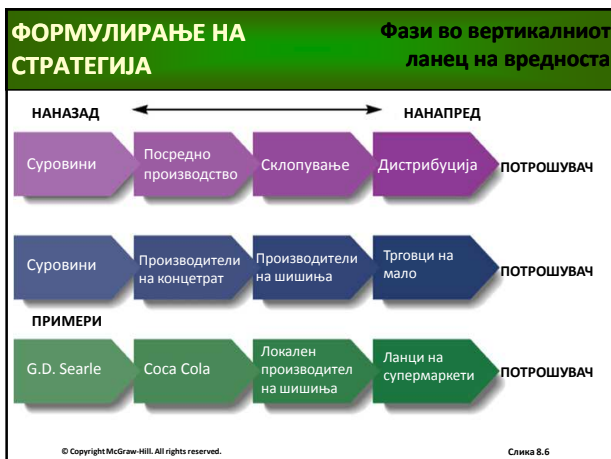 ФОРМУЛИРАЊЕ НА
СТРАТЕГИЈА
Фази во вертикалниот
ланец на вредноста
НАНАЗАД
НАНАПРЕД
Суровини
Посредно
производство
Склопување
Дистрибуција
ПОТРОШУВАЧ
Суровини
Производители
на концетрат
Производители
на шишиња
Трговци на
мало
ПОТРОШУВАЧ
ПРИМЕРИ
G.D. Searle
Coca Cola
Локален
производител
на шишиња
Ланци на
супермаркети
ПОТРОШУВАЧ
© Copyright McGraw-Hill. All rights reserved.
Слика 8.6